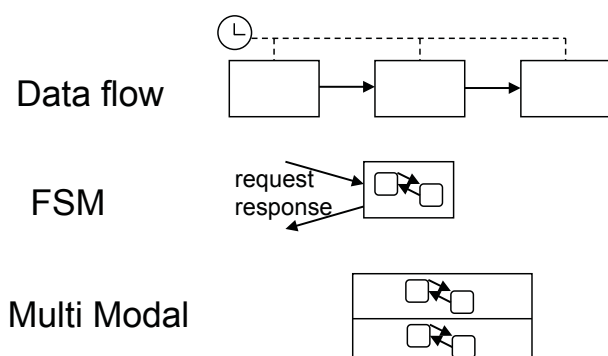 Data flow
FSM
request
response
Multi Modal